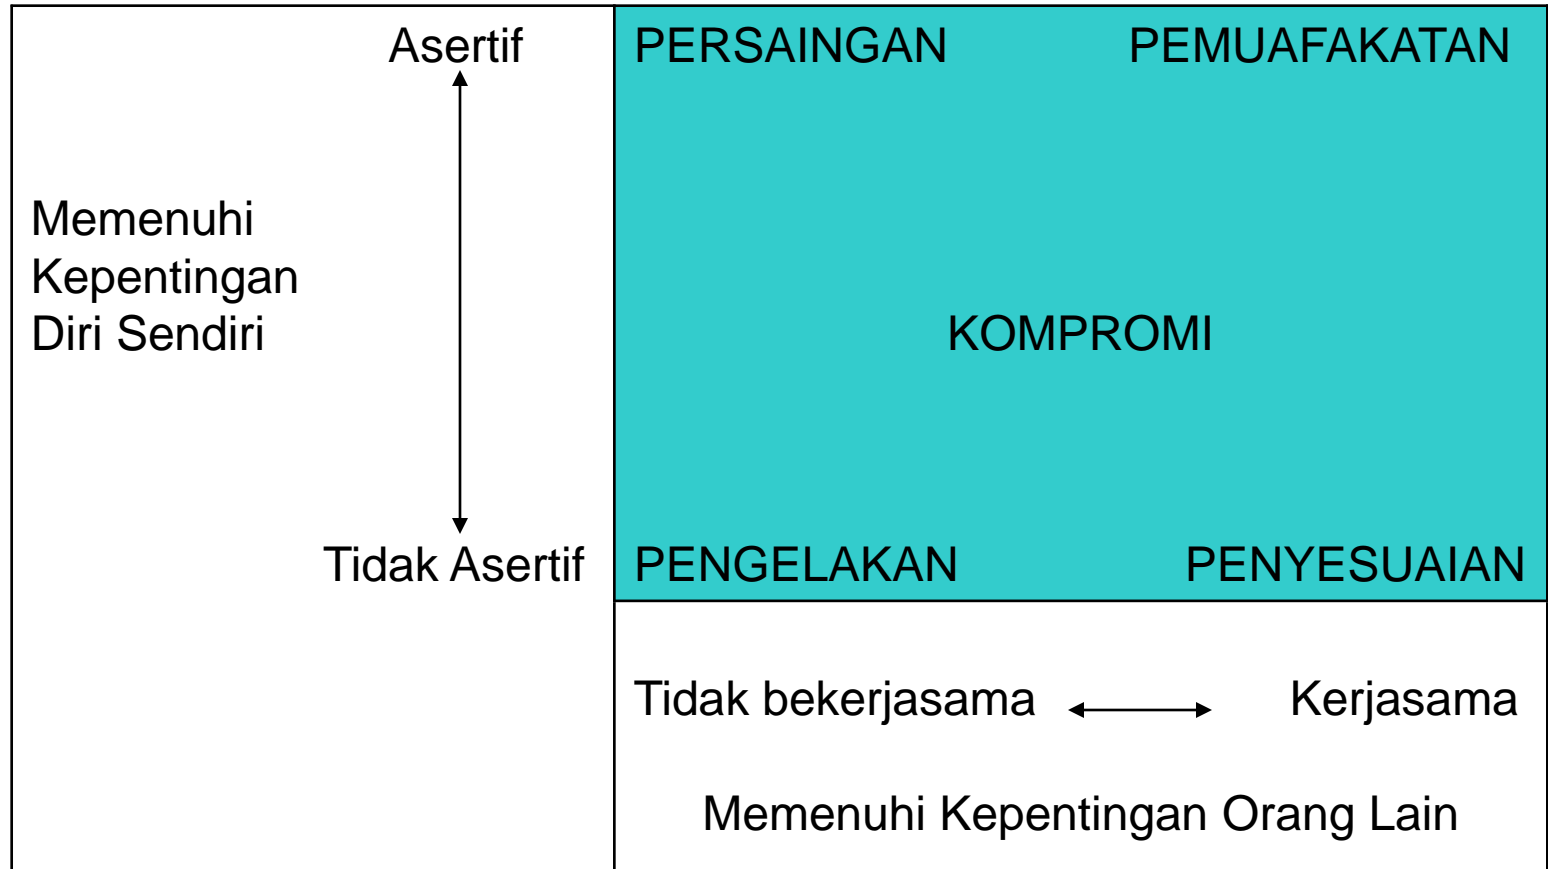 Asertif
PERSAINGAN PEMUAFAKATAN
Memenuhi
Kepentingan
Diri Sendiri
KOMPROMI
Tidak Asertif
PENGELAKAN PENYESUAIAN
Tidak bekerjasama Kerjasama
Memenuhi Kepentingan Orang Lain